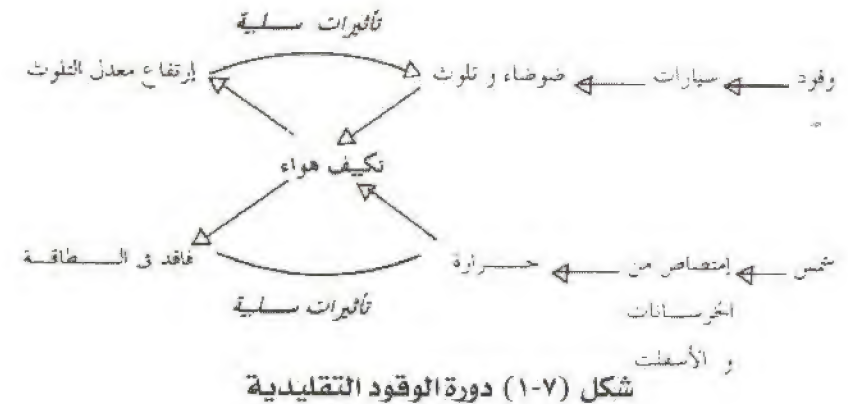 تأثيرات سلبية
وقود سيارات ضوضاء و تلوث إرتفاع معدل التلوث
تكييف هواء
شمس إمتصاص من حرارة فاقد فى الطاقة
الخرسانات
و الأسفلت
تأثيرات سلبية
شكل (٧-١) دورة الوقود التقليدية